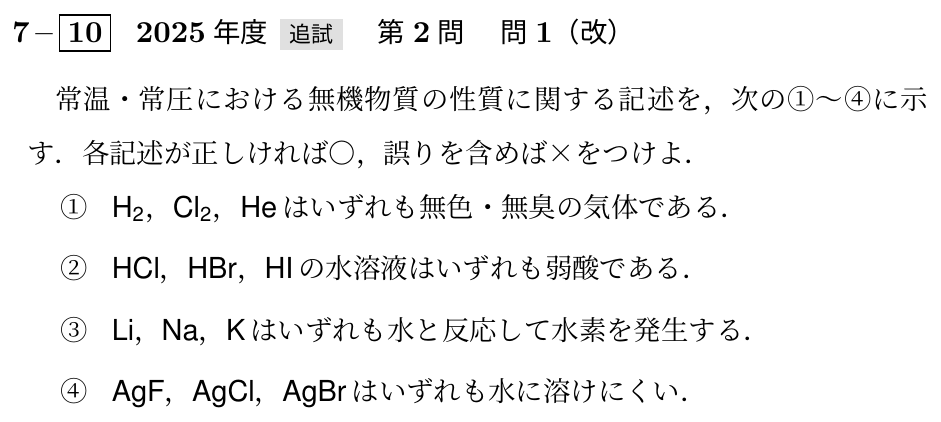 7－10 2025 年度 追試 第 2 問 問 1（改）
常温・常圧における無機物質の性質に関する記述を，次の①～④に示
す．各記述が正しければ○，誤りを含めば×をつけよ．
① H₂，Cl₂，He はいずれも無色・無臭の気体である．
② HCl，HBr，HI の水溶液はいずれも弱酸である．
③ Li，Na，K はいずれも水と反応して水素を発生する．
④ AgF，AgCl，AgBr はいずれも水に溶けにくい．